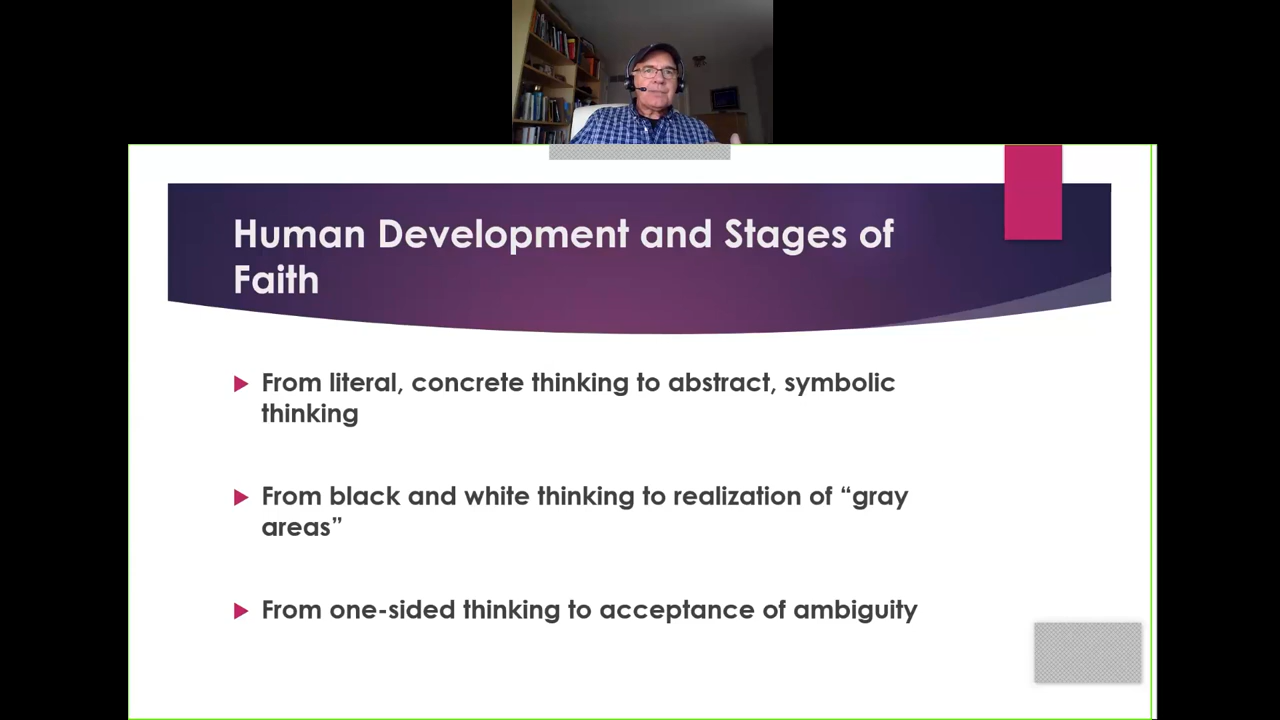 Human Development and Stages of
Faith
From literal, concrete thinking to abstract, symbolic
thinking
From black and white thinking to realization of “gray
areas”
From one-sided thinking to acceptance of ambiguity